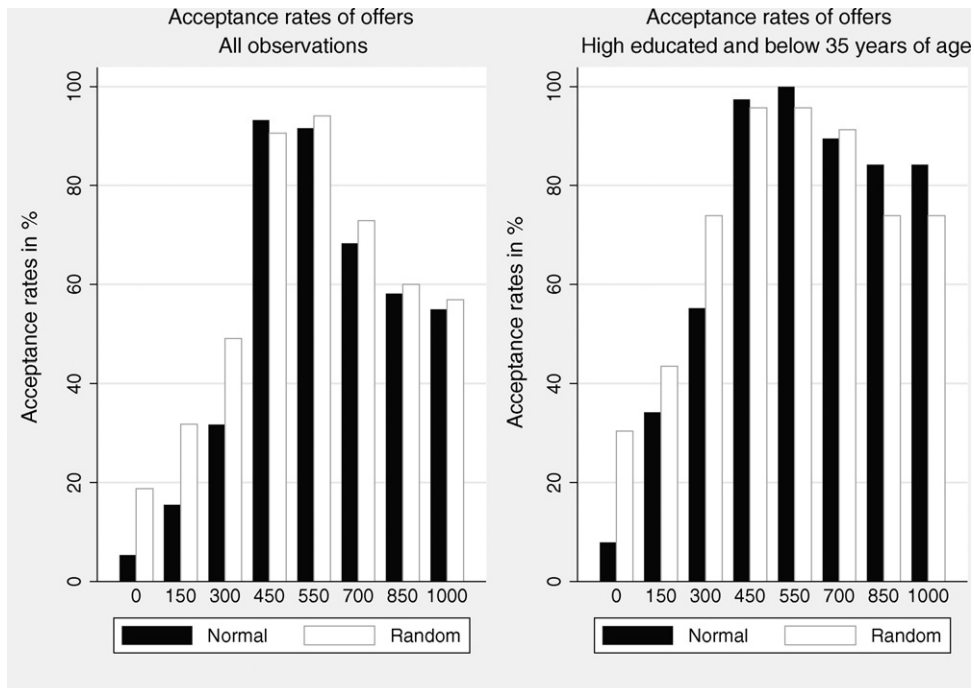 Acceptance rates of offers
All observations
Acceptance rates in %
100
80
60
40
20
0
0 150 300 450 550 700 850 1000
Normal Random
Acceptance rates of offers
High educated and below 35 years of age
Acceptance rates in %
100
80
60
40
20
0
0 150 300 450 550 700 850 1000
Normal Random